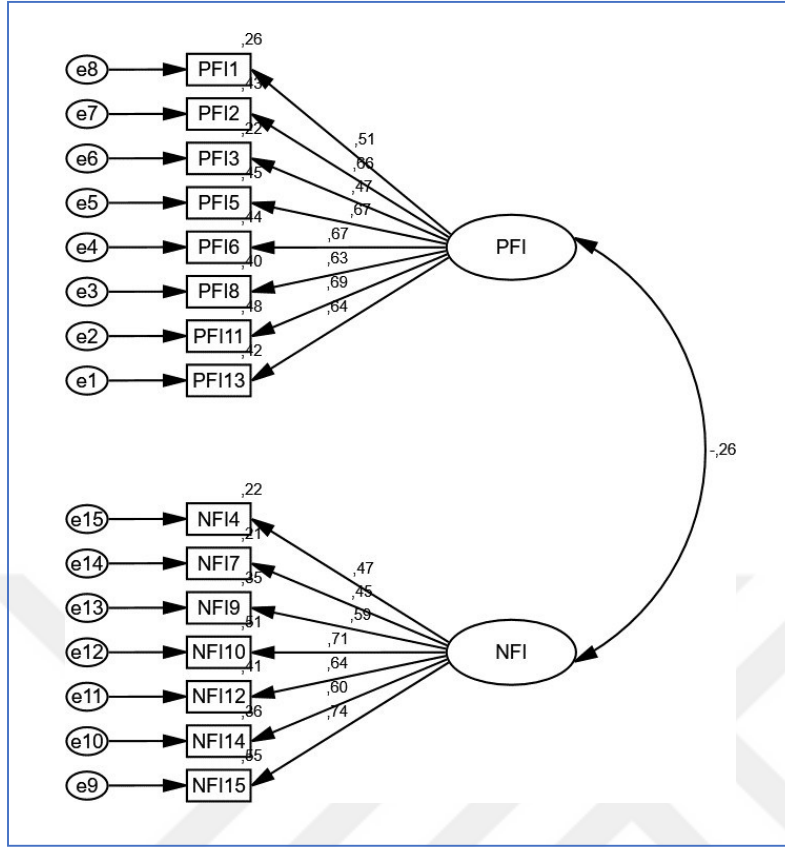 ,26
e8 PFI1
,43
e7 PFI2
,51
,22
e6 PFI3
,66
,45
,47
e5 PFI5
,67
,44
e4 PFI6
,67
PFI
,40
,63
e3 PFI8
,69
,48
,64
e2 PFI11
,42
e1 PFI13
-,26
,22
e15 NFI4
,21
e14 NFI7
,47
,35
,45
e13 NFI9
,59
,51
,71
e12 NFI10
NFI
,41
,64
e11 NFI12
,60
,36
,74
e10 NFI14
,55
e9 NFI15